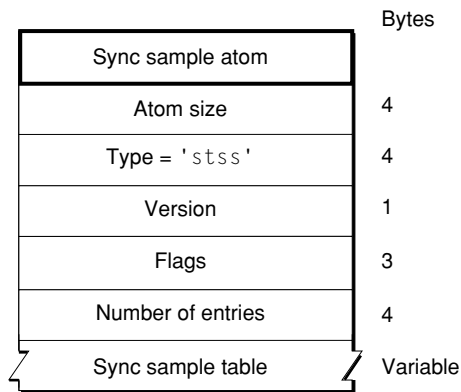 Bytes
Sync sample atom
Atom size 4
Type = 'stss' 4
Version 1
Flags 3
Number of entries 4
Sync sample table Variable